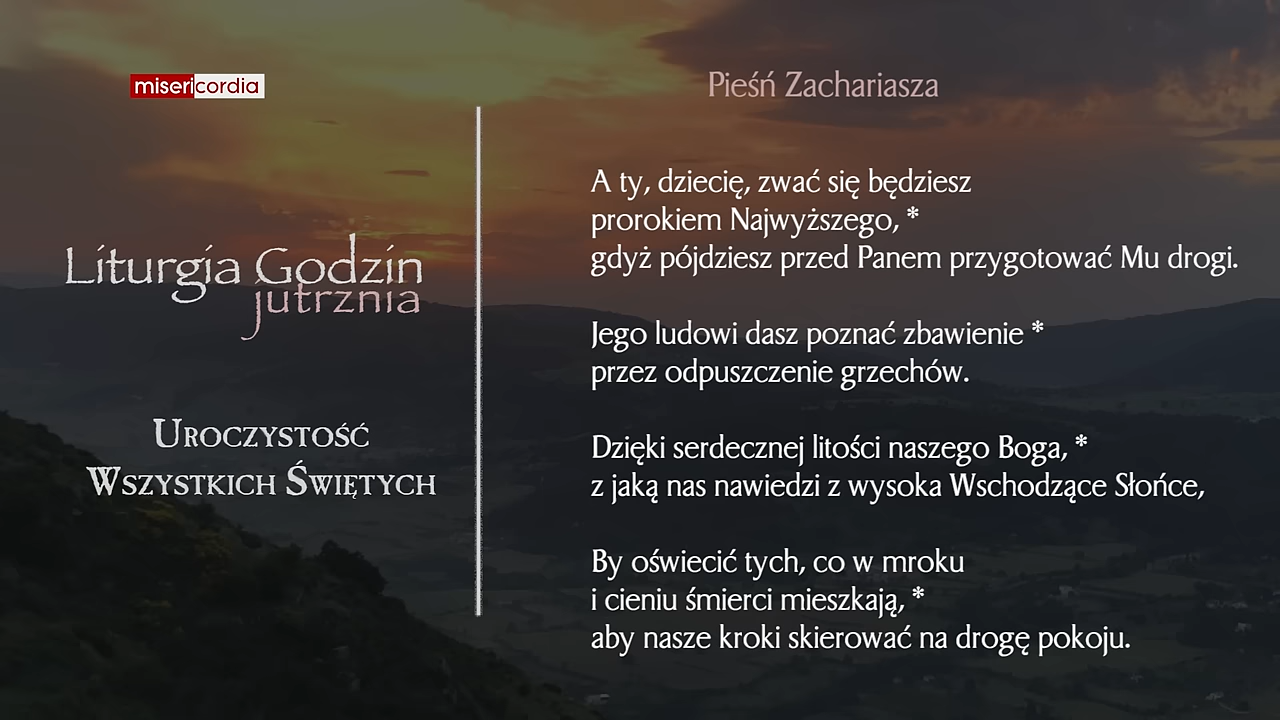 misericordia
Liturgia Godzin
jutrznia
Uroczystość
Wszystkich Świętych
Pieśń Zachariasza
A ty, dziecię, zwać się będziesz
prorokiem Najwyższego, *
gdyż pójdziesz przed Panem przygotować Mu drogi.
Jego ludowi dasz poznać zbawienie *
przez odpuszczenie grzechów.
Dzięki serdecznej litości naszego Boga, *
z jaką nas nawiedzi z wysoka Wschodzące Słońce,
By oświecić tych, co w mroku
i cieniu śmierci mieszkają, *
aby nasze kroki skierować na drogę pokoju.